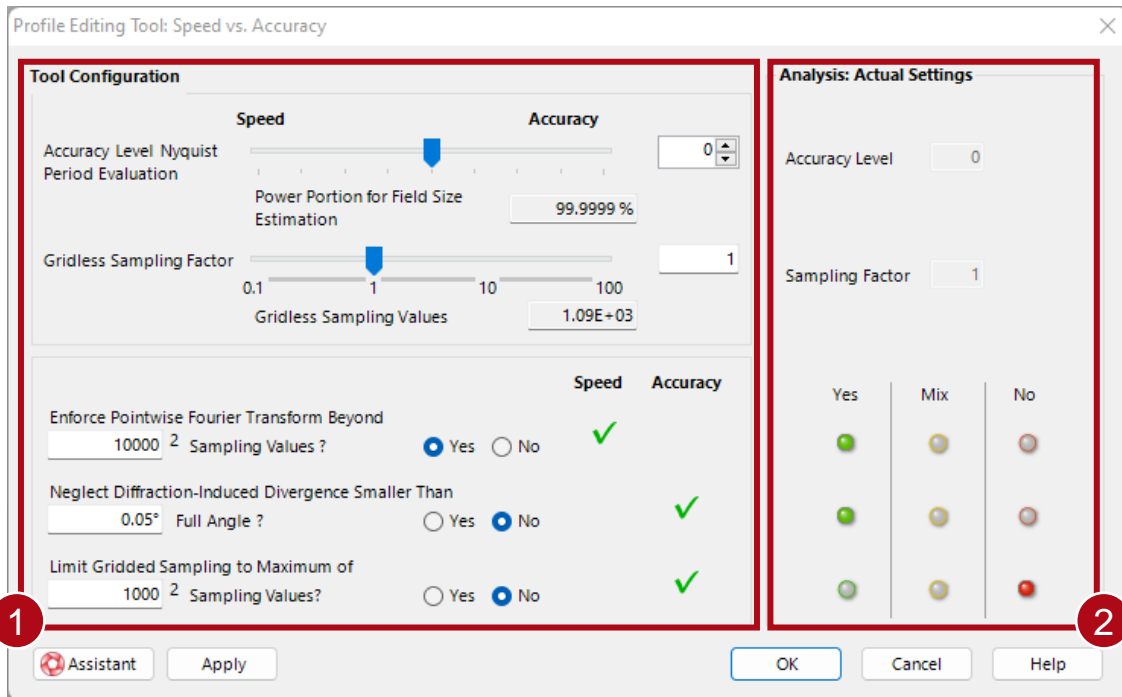 Profile Editing Tool: Speed vs. Accuracy
Tool Configuration
Speed Accuracy
Accuracy Level Nyquist
Period Evaluation
0
Power Portion for Field Size
Estimation
99.9999 %
Gridless Sampling Factor
1
0.1 1 10 100
Gridless Sampling Values
1.09E+03
Speed Accuracy
Enforce Pointwise Fourier Transform Beyond
10000 2 Sampling Values ? Yes No
Neglect Diffraction-Induced Divergence Smaller Than
0.05° Full Angle ? Yes No
Limit Gridded Sampling to Maximum of
1000 2 Sampling Values? Yes No
1
Analysis: Actual Settings
Accuracy Level 0
Sampling Factor 1
Yes Mix No
2
Assistant Apply OK Cancel Help